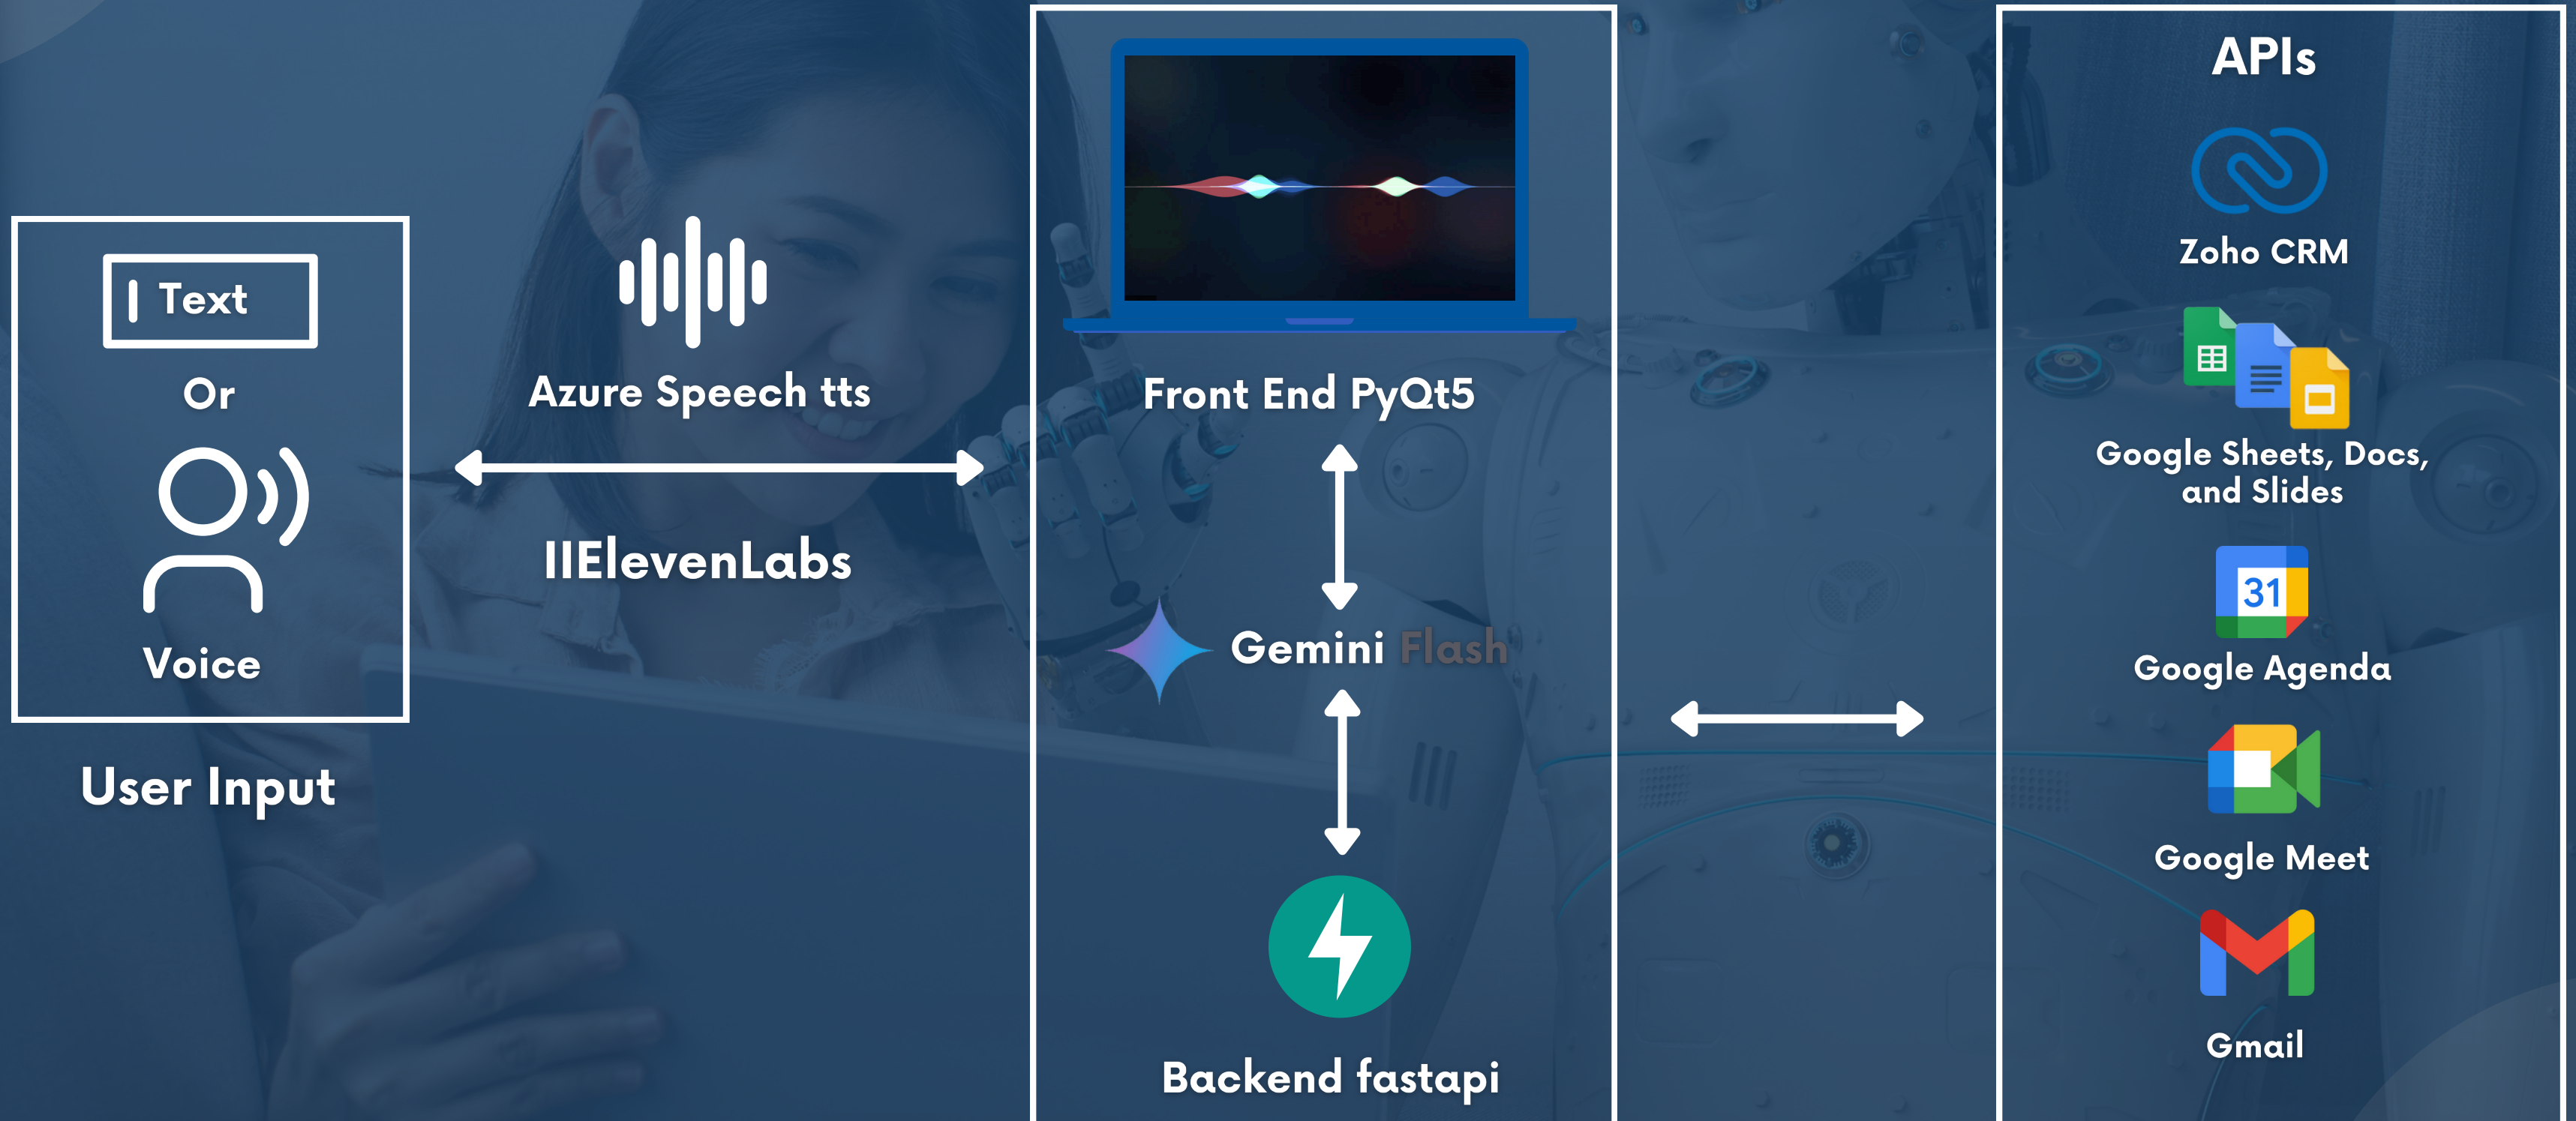 Text
Or
Voice
User Input
Azure Speech tts
IIElevenLabs
Front End PyQt5
Gemini Flash
Backend fastapi
APIs
Zoho CRM
Google Sheets, Docs,
and Slides
31
Google Agenda
Google Meet
Gmail